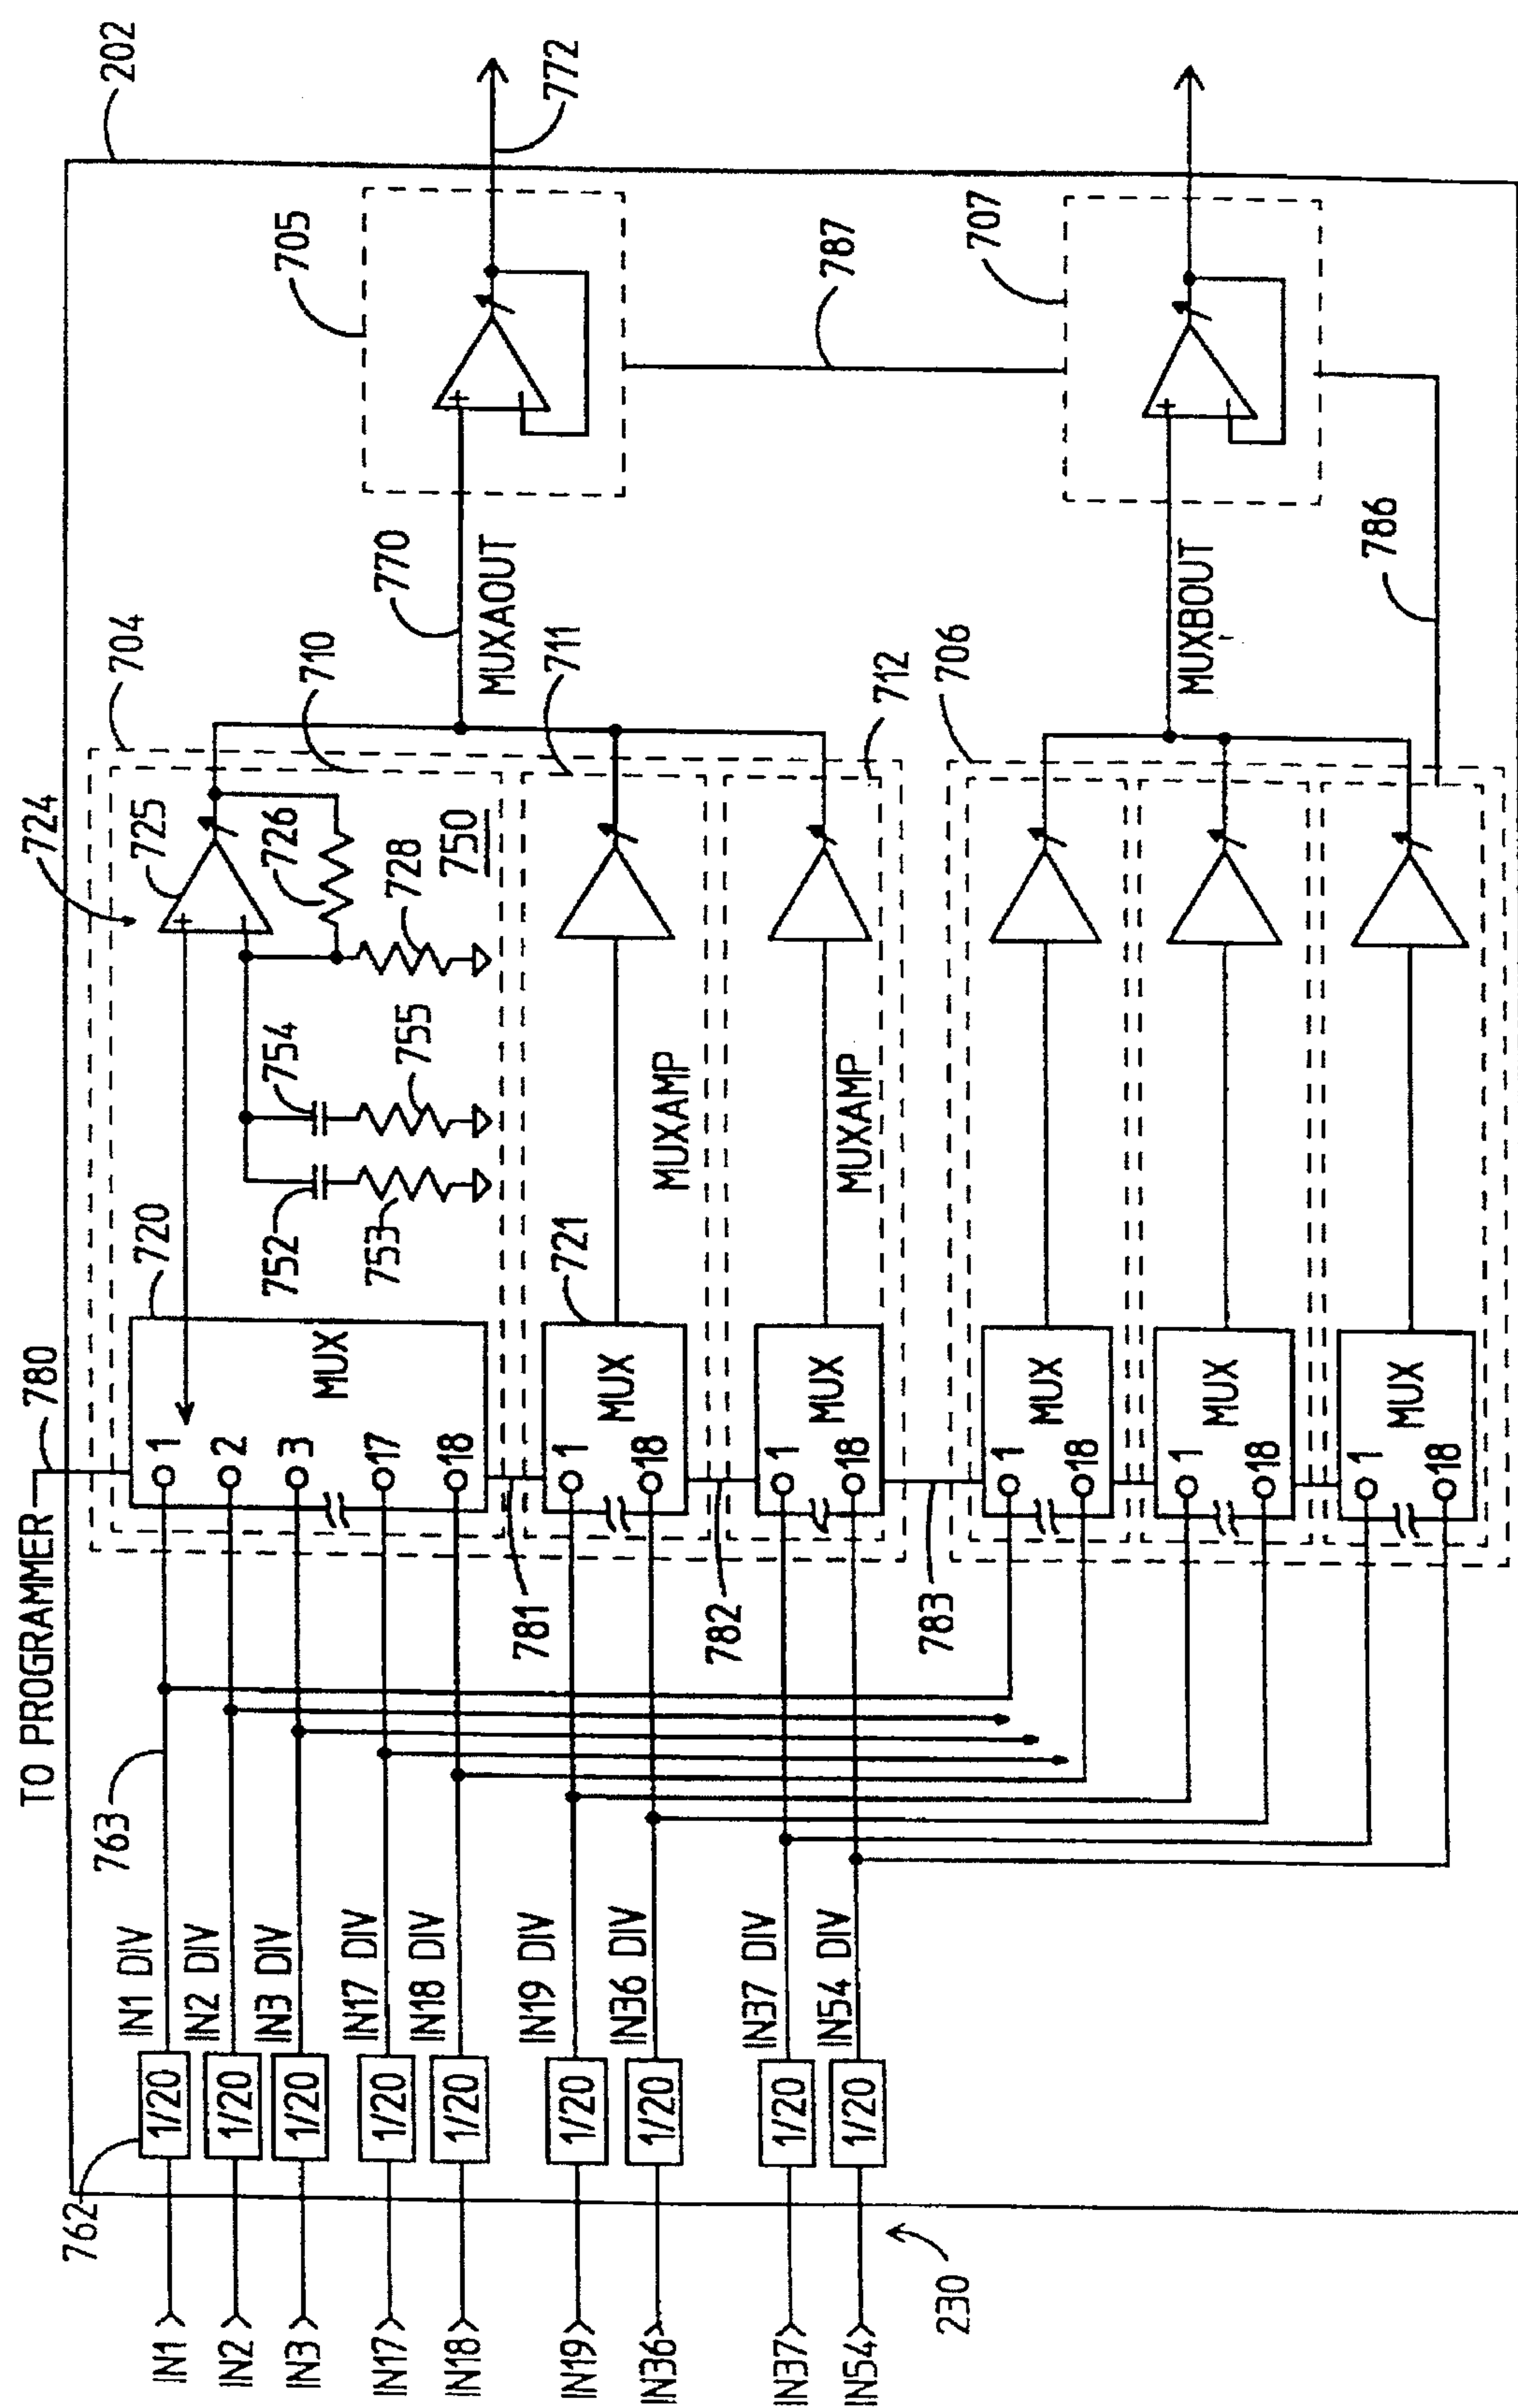 TO PROGRAMMER
780
202
724
704
705
772
720
725
710
770
726
750
754
728
711
MUXAOUT
752
755
753
MUX
1
2
3
17
18
763
762
IN1
1/20
IN1 DIV
IN2
1/20
IN2 DIV
IN3
1/20
IN3 DIV
IN17
1/20
IN17 DIV
IN18
1/20
IN18 DIV
781
721
MUX
1
18
MUXAMP
712
787
IN19
1/20
IN19 DIV
IN36
1/20
IN36 DIV
782
MUX
1
18
MUXAMP
706
707
IN37
1/20
IN37 DIV
IN54
1/20
IN54 DIV
230
783
MUX
1
18
MUXBOUT
MUX
1
18
MUX
1
18
786
+
+
+